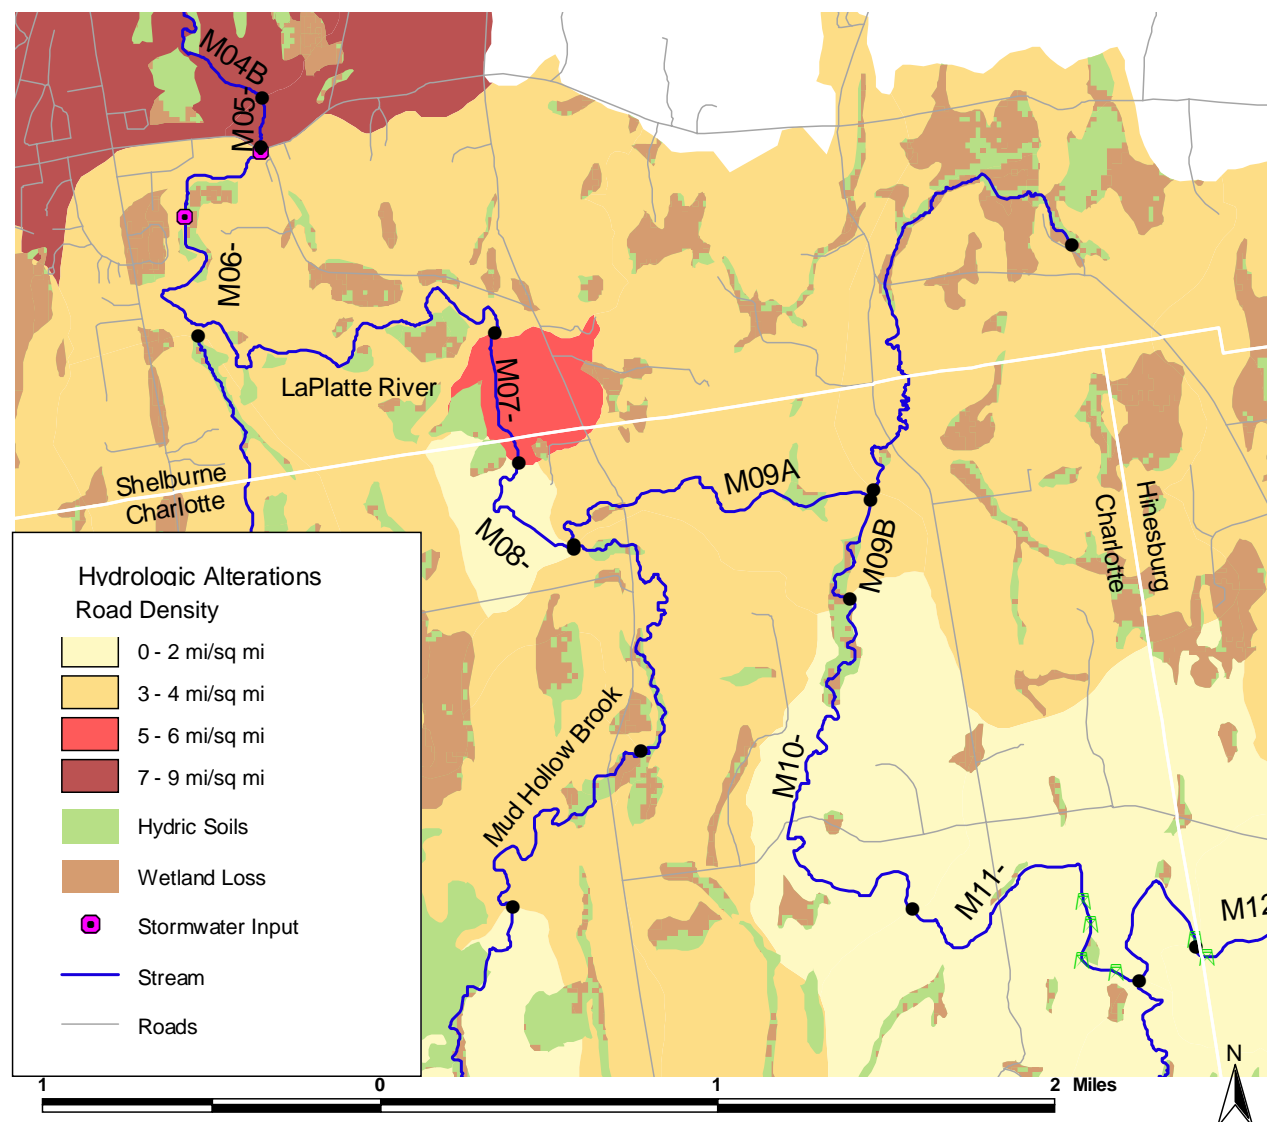 M04B
M05-
M06-
LaPlatte River
M07-
Shelburne
Charlotte
M08-
M09A
M09B
Charlotte
Hinesburg
Mud Hollow Brook
M10-
M11-
M12
Hydrologic Alterations
Road Density
0 - 2 mi/sq mi
3 - 4 mi/sq mi
5 - 6 mi/sq mi
7 - 9 mi/sq mi
Hydric Soils
Wetland Loss
Stormwater Input
Stream
Roads
1 0 1 2 Miles
N